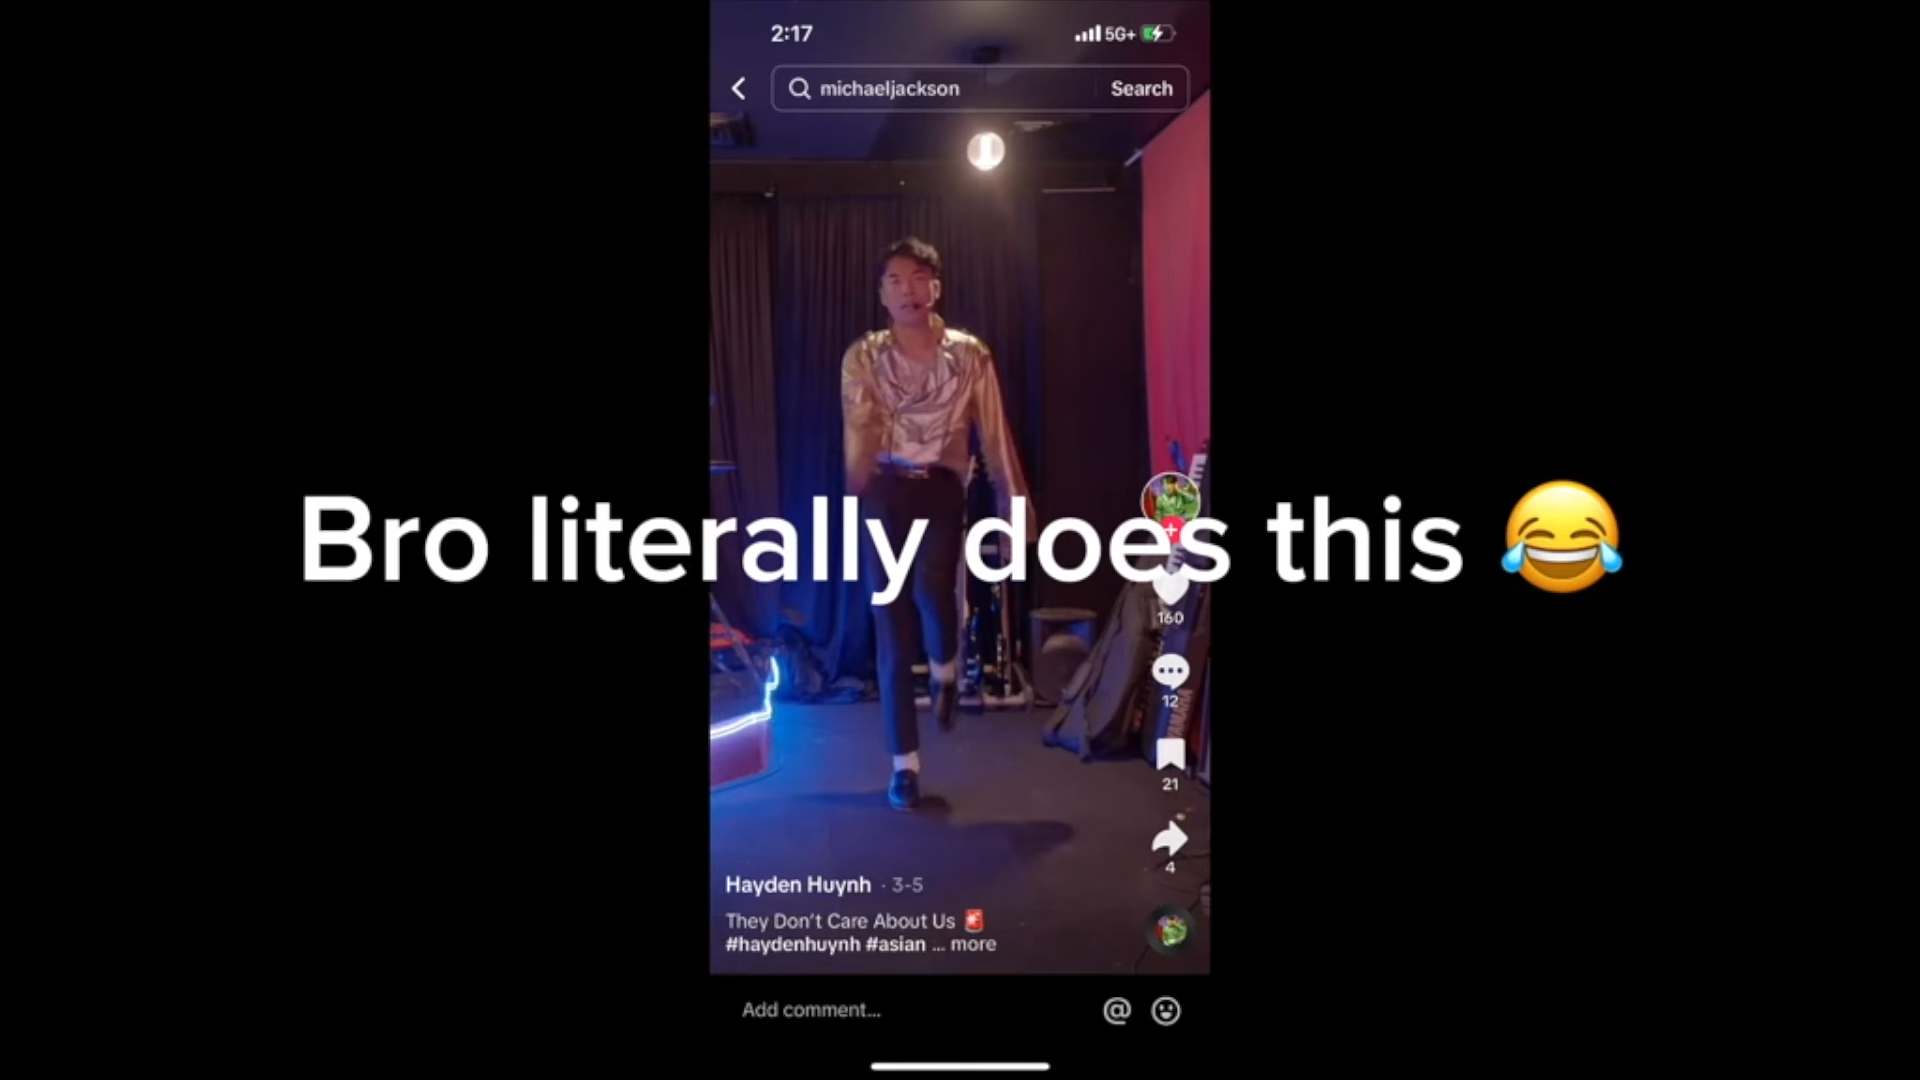 2:17
5G+
michaeljackson
Search
Bro literally does this 😂
160
12
21
4
Hayden Huynh · 3-5
They Don't Care About Us 🚨
#haydenhuynh #asian ... more
Add comment...